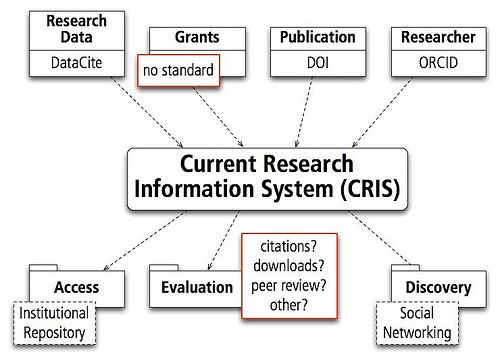 Research
Data
DataCite
Grants
no standard
Publication
DOI
Researcher
ORCID
Current Research
Information System (CRIS)
Access
Institutional
Repository
Evaluation
citations?
downloads?
peer review?
other?
Discovery
Social
Networking